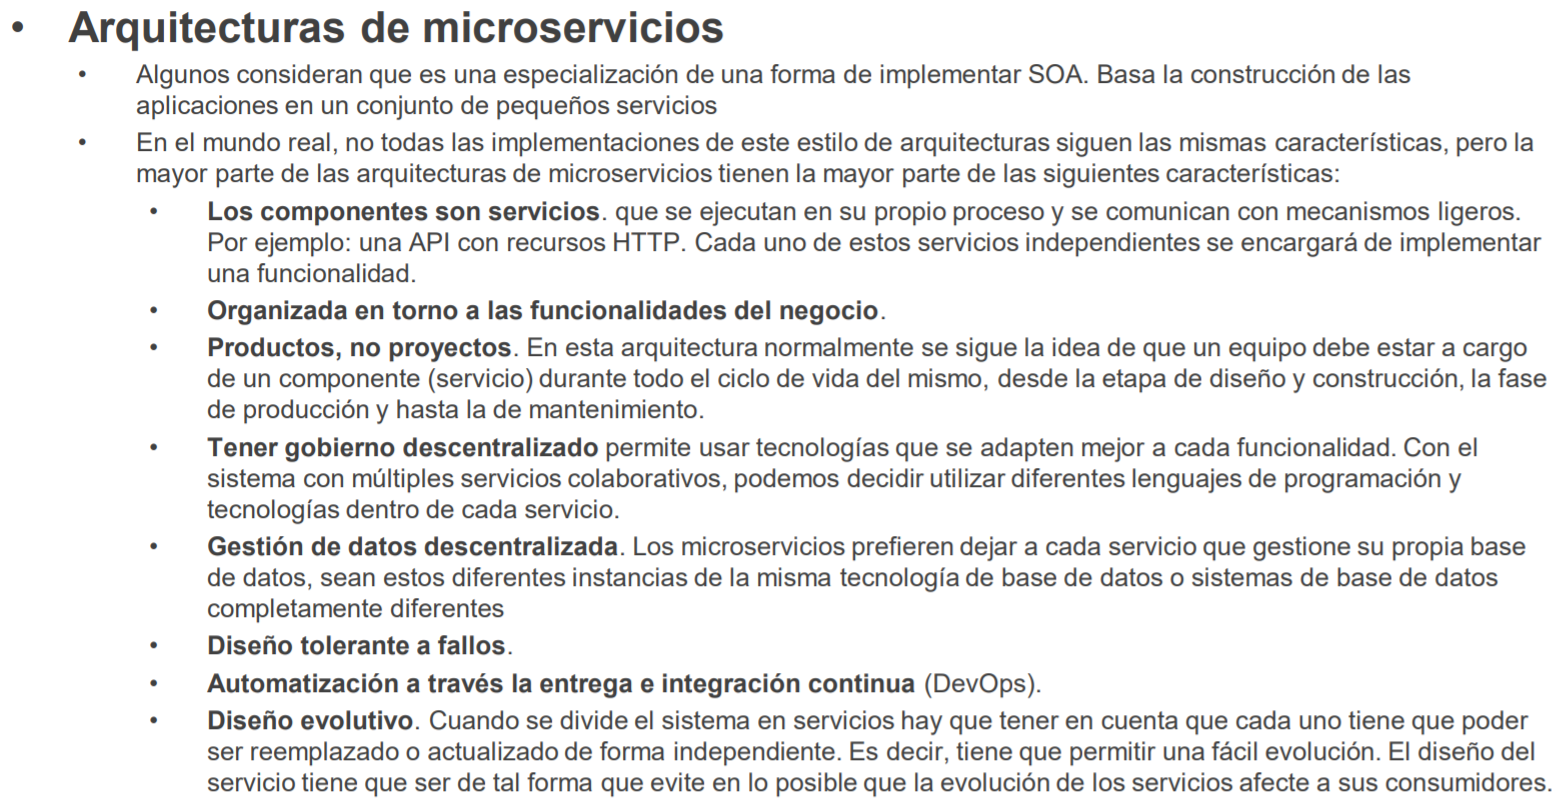 • Arquitecturas de microservicios
• Algunos consideran que es una especialización de una forma de implementar SOA. Basa la construcción de las
aplicaciones en un conjunto de pequeños servicios
• En el mundo real, no todas las implementaciones de este estilo de arquitecturas siguen las mismas características, pero la
mayor parte de las arquitecturas de microservicios tienen la mayor parte de las siguientes características:
• Los componentes son servicios. que se ejecutan en su propio proceso y se comunican con mecanismos ligeros.
Por ejemplo: una API con recursos HTTP. Cada uno de estos servicios independientes se encargará de implementar
una funcionalidad.
• Organizada en torno a las funcionalidades del negocio.
• Productos, no proyectos. En esta arquitectura normalmente se sigue la idea de que un equipo debe estar a cargo
de un componente (servicio) durante todo el ciclo de vida del mismo, desde la etapa de diseño y construcción, la fase
de producción y hasta la de mantenimiento.
• Tener gobierno descentralizado permite usar tecnologías que se adapten mejor a cada funcionalidad. Con el
sistema con múltiples servicios colaborativos, podemos decidir utilizar diferentes lenguajes de programación y
tecnologías dentro de cada servicio.
• Gestión de datos descentralizada. Los microservicios prefieren dejar a cada servicio que gestione su propia base
de datos, sean estos diferentes instancias de la misma tecnología de base de datos o sistemas de base de datos
completamente diferentes
• Diseño tolerante a fallos.
• Automatización a través la entrega e integración continua (DevOps).
• Diseño evolutivo. Cuando se divide el sistema en servicios hay que tener en cuenta que cada uno tiene que poder
ser reemplazado o actualizado de forma independiente. Es decir, tiene que permitir una fácil evolución. El diseño del
servicio tiene que ser de tal forma que evite en lo posible que la evolución de los servicios afecte a sus consumidores.